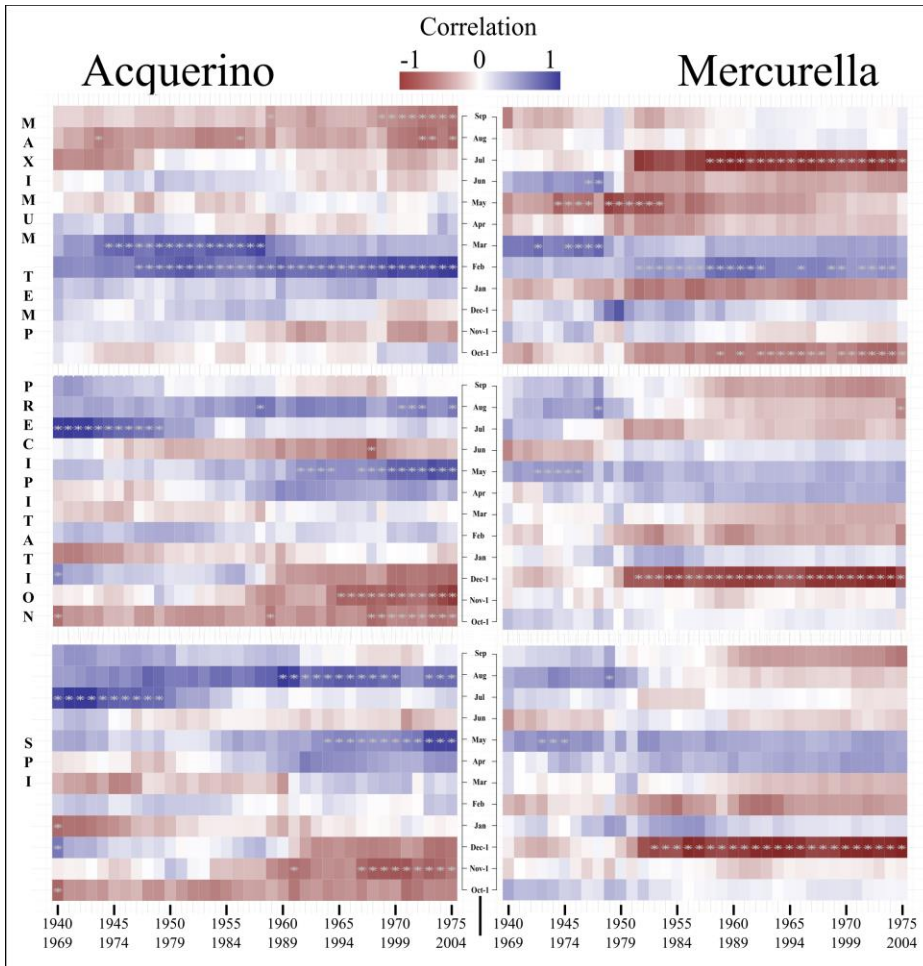 Correlation
-1 0 1
Acquerino
Mercurella
MAXIMUM TEMP
Sep
Aug
Jul
Jun
May
Apr
Mar
Feb
Jan
Dec-1
Nov-1
Oct-1
PRECIPITATION
Sep
Aug
Jul
Jun
May
Apr
Mar
Feb
Jan
Dec-1
Nov-1
Oct-1
SPI
Sep
Aug
Jul
Jun
May
Apr
Mar
Feb
Jan
Dec-1
Nov-1
Oct-1
1940 1945 1950 1955 1960 1965 1970 1975
1969 1974 1979 1984 1989 1994 1999 2004
1940 1945 1950 1955 1960 1965 1970 1975
1969 1974 1979 1984 1989 1994 1999 2004